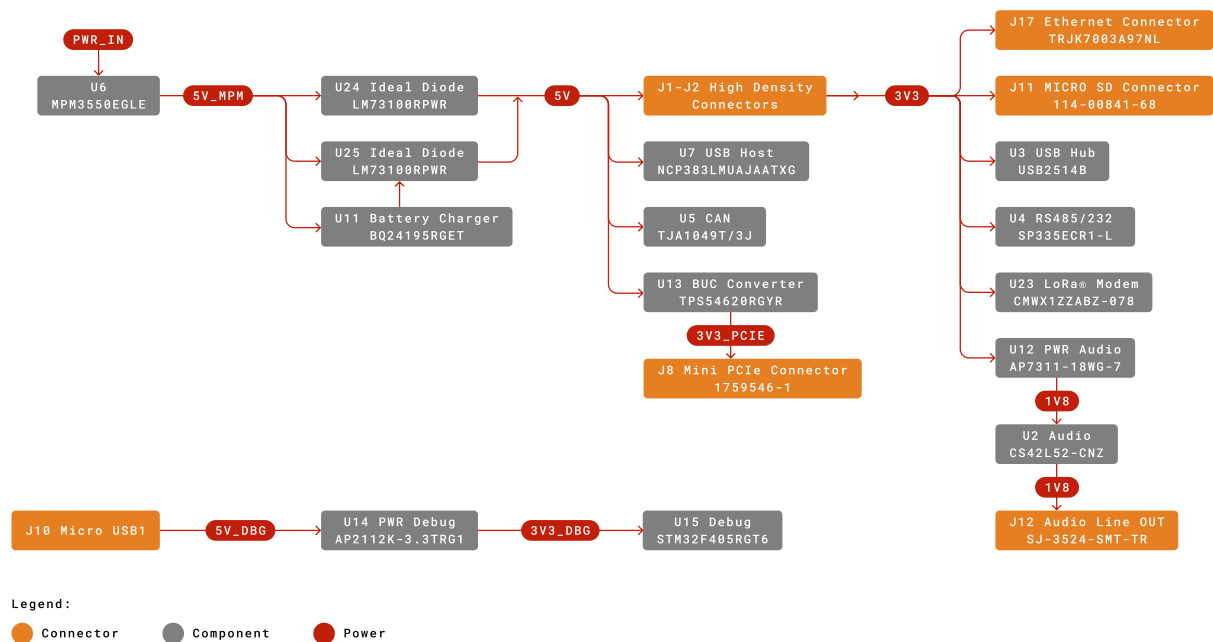 PWR_IN
U6
MPM3550EGLE
5V_MPM
U24 Ideal Diode
LM73100RPWR
U25 Ideal Diode
LM73100RPWR
U11 Battery Charger
BQ24195RGET
5V
J1-J2 High Density
Connectors
U7 USB Host
NCP383LMUAJAATXG
U5 CAN
TJA1049T/3J
U13 BUC Converter
TPS54620RGYR
3V3_PCIE
J8 Mini PCIe Connector
1759546-1
3V3
J17 Ethernet Connector
TRJK7003A97NL
J11 MICRO SD Connector
114-00841-68
U3 USB Hub
USB2514B
U4 RS485/232
SP335ECR1-L
U23 LoRa® Modem
CMWX1ZZABZ-078
U12 PWR Audio
AP7311-18WG-7
1V8
U2 Audio
CS42L52-CNZ
1V8
J12 Audio Line OUT
SJ-3524-SMT-TR
J10 Micro USB1
5V_DBG
U14 PWR Debug
AP2112K-3.3TRG1
3V3_DBG
U15 Debug
STM32F405RGT6
Legend:
Connector
Component
Power